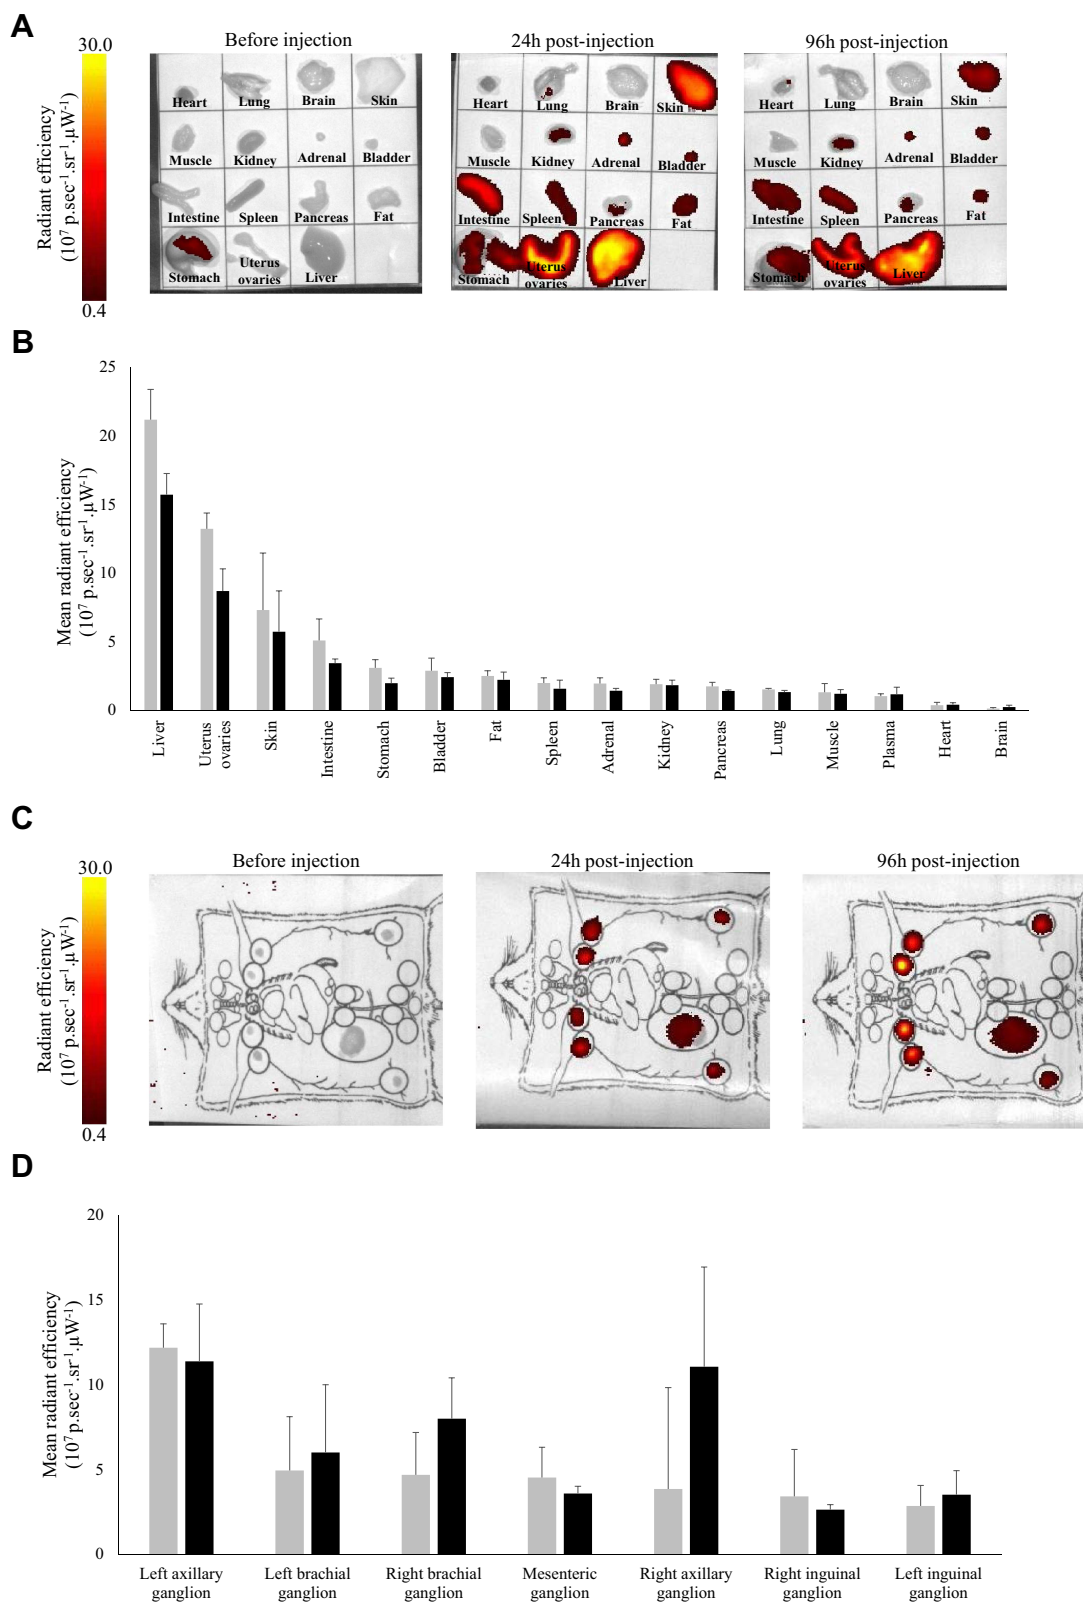 A
30.0
Radiant efficiency
(10⁷ p.sec⁻¹.sr⁻¹.µW⁻¹)
0.4
Before injection
24h post-injection
96h post-injection
Heart
Lung
Brain
Skin
Muscle
Kidney
Adrenal
Bladder
Intestine
Spleen
Pancreas
Fat
Stomach
Uterus
ovaries
Liver
Heart
Lung
Brain
Skin
Muscle
Kidney
Adrenal
Bladder
Intestine
Spleen
Pancreas
Fat
Stomach
Uterus
ovaries
Liver
Heart
Lung
Brain
Skin
Muscle
Kidney
Adrenal
Bladder
Intestine
Spleen
Pancreas
Fat
Stomach
Uterus
ovaries
Liver
B
Mean radiant efficiency
(10⁷ p.sec⁻¹.sr⁻¹.µW⁻¹)
25
20
15
10
5
0
Liver
Uterus
ovaries
Skin
Intestine
Stomach
Bladder
Fat
Spleen
Adrenal
Kidney
Pancreas
Lung
Muscle
Plasma
Heart
Brain
C
30.0
Radiant efficiency
(10⁷ p.sec⁻¹.sr⁻¹.µW⁻¹)
0.4
Before injection
24h post-injection
96h post-injection
D
Mean radiant efficiency
(10⁷ p.sec⁻¹.sr⁻¹.µW⁻¹)
20
15
10
5
0
Left axillary
ganglion
Left brachial
ganglion
Right brachial
ganglion
Mesenteric
ganglion
Right axillary
ganglion
Right inguinal
ganglion
Left inguinal
ganglion